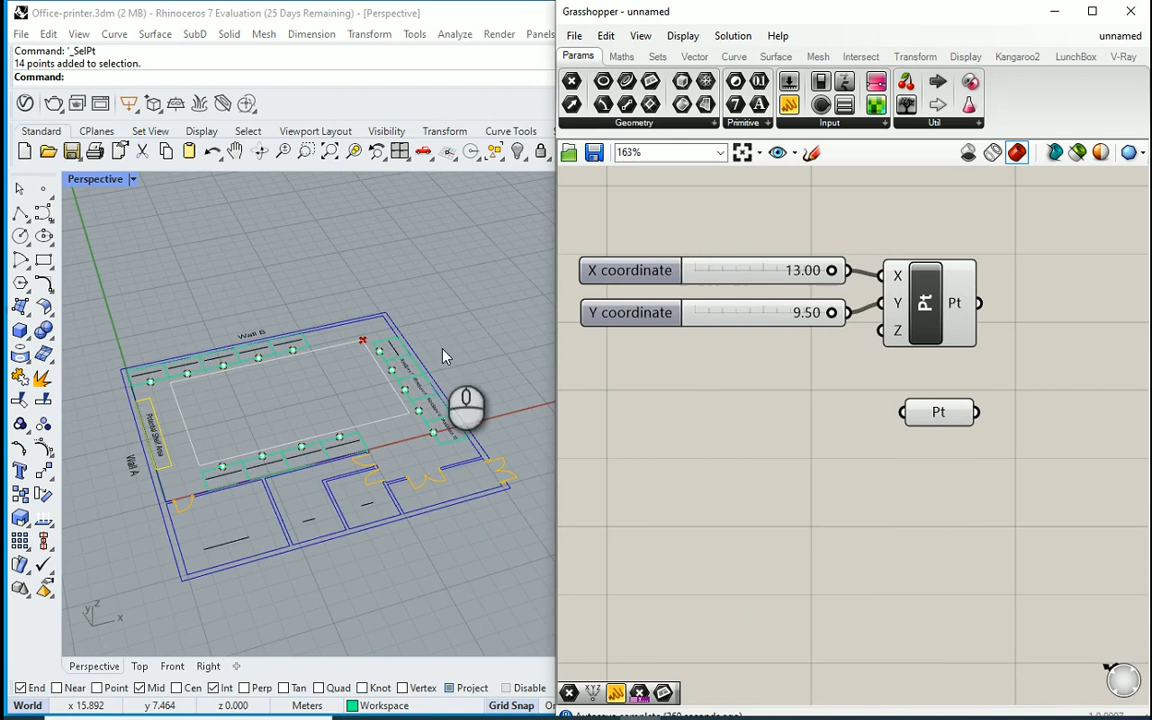 Office-printer.3dm (2 MB) - Rhinoceros 7 Evaluation (25 Days Remaining) - [Perspective]
File Edit View Curve Surface SubD Solid Mesh Dimension Transform Tools Analyze Render Panels
Command: '_SelPt
14 points added to selection.
Command:
Standard CPlanes Set View Display Select Viewport Layout Visibility Transform Curve Tools
Perspective
Wall B
Wall A
Potential Shelf Area
z
y
x
Perspective Top Front Right
End Near Point Mid Cen Int Perp Tan Quad Knot Vertex Project Disable
World x 15.892 y 7.464 z 0.000 Meters Workspace Grid Snap
Grasshopper - unnamed
File Edit View Display Solution Help unnamed
Params Maths Sets Vector Curve Surface Mesh Intersect Transform Display Kangaroo2 LunchBox V-Ray
Geometry Primitive Input Util
163%
X coordinate 13.00
Y coordinate 9.50
X
Y
Z
Pt
Pt
Pt